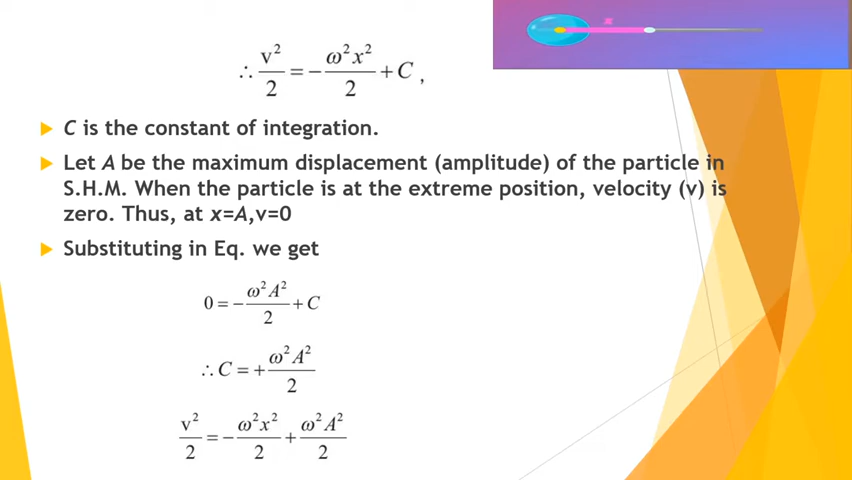 ∴ v²/2 = − ω²x²/2 + C ,
C is the constant of integration.
Let A be the maximum displacement (amplitude) of the particle in
S.H.M. When the particle is at the extreme position, velocity (v) is
zero. Thus, at x=A,v=0
Substituting in Eq. we get
0 = − ω²A²/2 + C
∴ C = + ω²A²/2
v²/2 = − ω²x²/2 + ω²A²/2